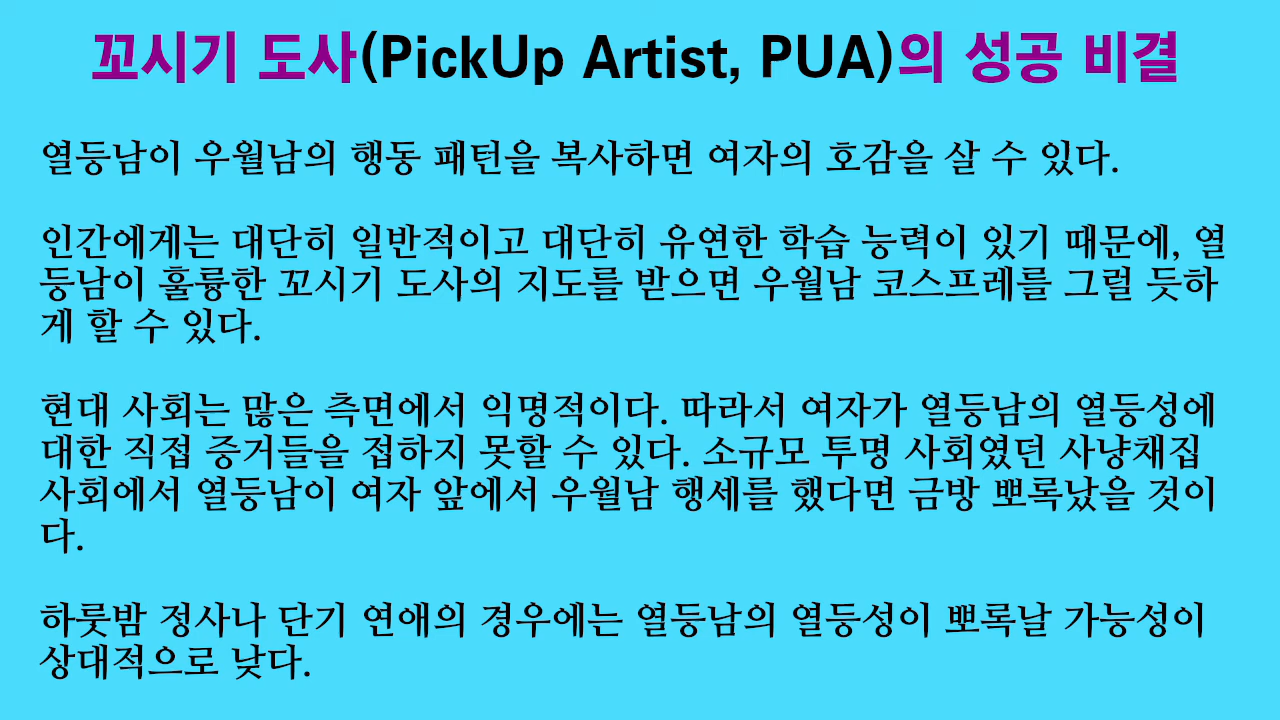 꼬시기 도사(PickUp Artist, PUA)의 성공 비결
열등남이 우월남의 행동 패턴을 복사하면 여자의 호감을 살 수 있다.
인간에게는 대단히 일반적이고 대단히 유연한 학습 능력이 있기 때문에, 열
등남이 훌륭한 꼬시기 도사의 지도를 받으면 우월남 코스프레를 그럴 듯하
게 할 수 있다.
현대 사회는 많은 측면에서 익명적이다. 따라서 여자가 열등남의 열등성에
대한 직접 증거들을 접하지 못할 수 있다. 소규모 투명 사회였던 사냥채집
사회에서 열등남이 여자 앞에서 우월남 행세를 했다면 금방 뽀록났을 것이
다.
하룻밤 정사나 단기 연애의 경우에는 열등남의 열등성이 뽀록날 가능성이
상대적으로 낮다.